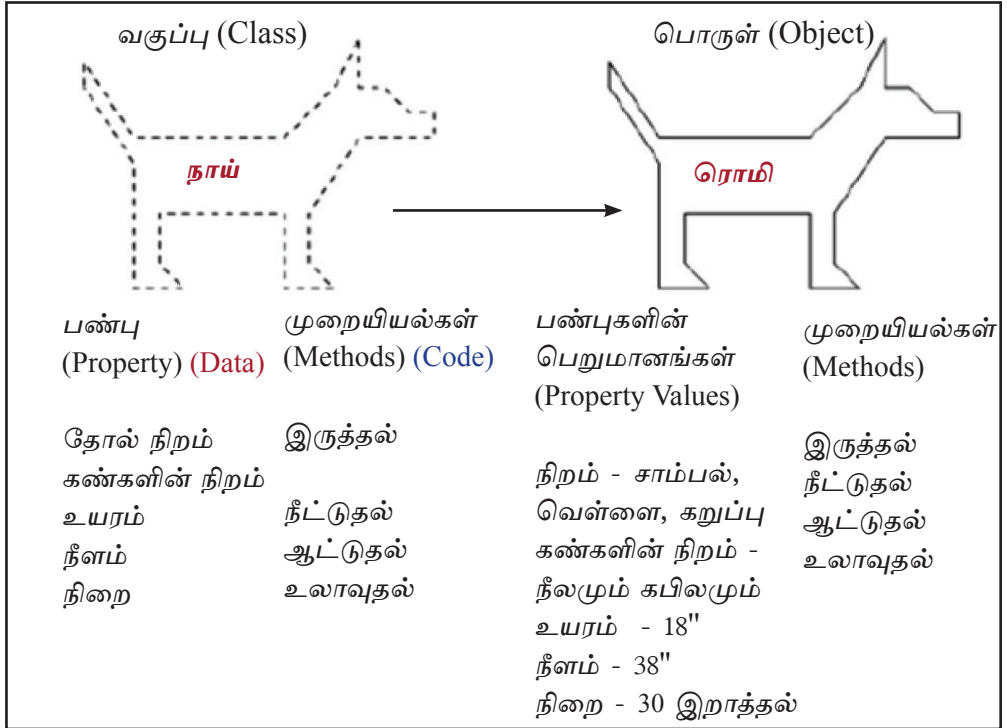 வகுப்பு (Class)
பொருள் (Object)
நாய்
ரொமி
பண்பு
(Property) (Data)
முறையியல்கள்
(Methods) (Code)
தோல் நிறம்
கண்களின் நிறம்
உயரம்
நீளம்
நிறை
இருத்தல்
நீட்டுதல்
ஆட்டுதல்
உலாவுதல்
பண்புகளின்
பெறுமானங்கள்
(Property Values)
நிறம் - சாம்பல்,
வெள்ளை, கறுப்பு
கண்களின் நிறம் -
நீலமும் கபிலமும்
உயரம் - 18"
நீளம் - 38"
நிறை - 30 இறாத்தல்
முறையியல்கள்
(Methods)
இருத்தல்
நீட்டுதல்
ஆட்டுதல்
உலாவுதல்